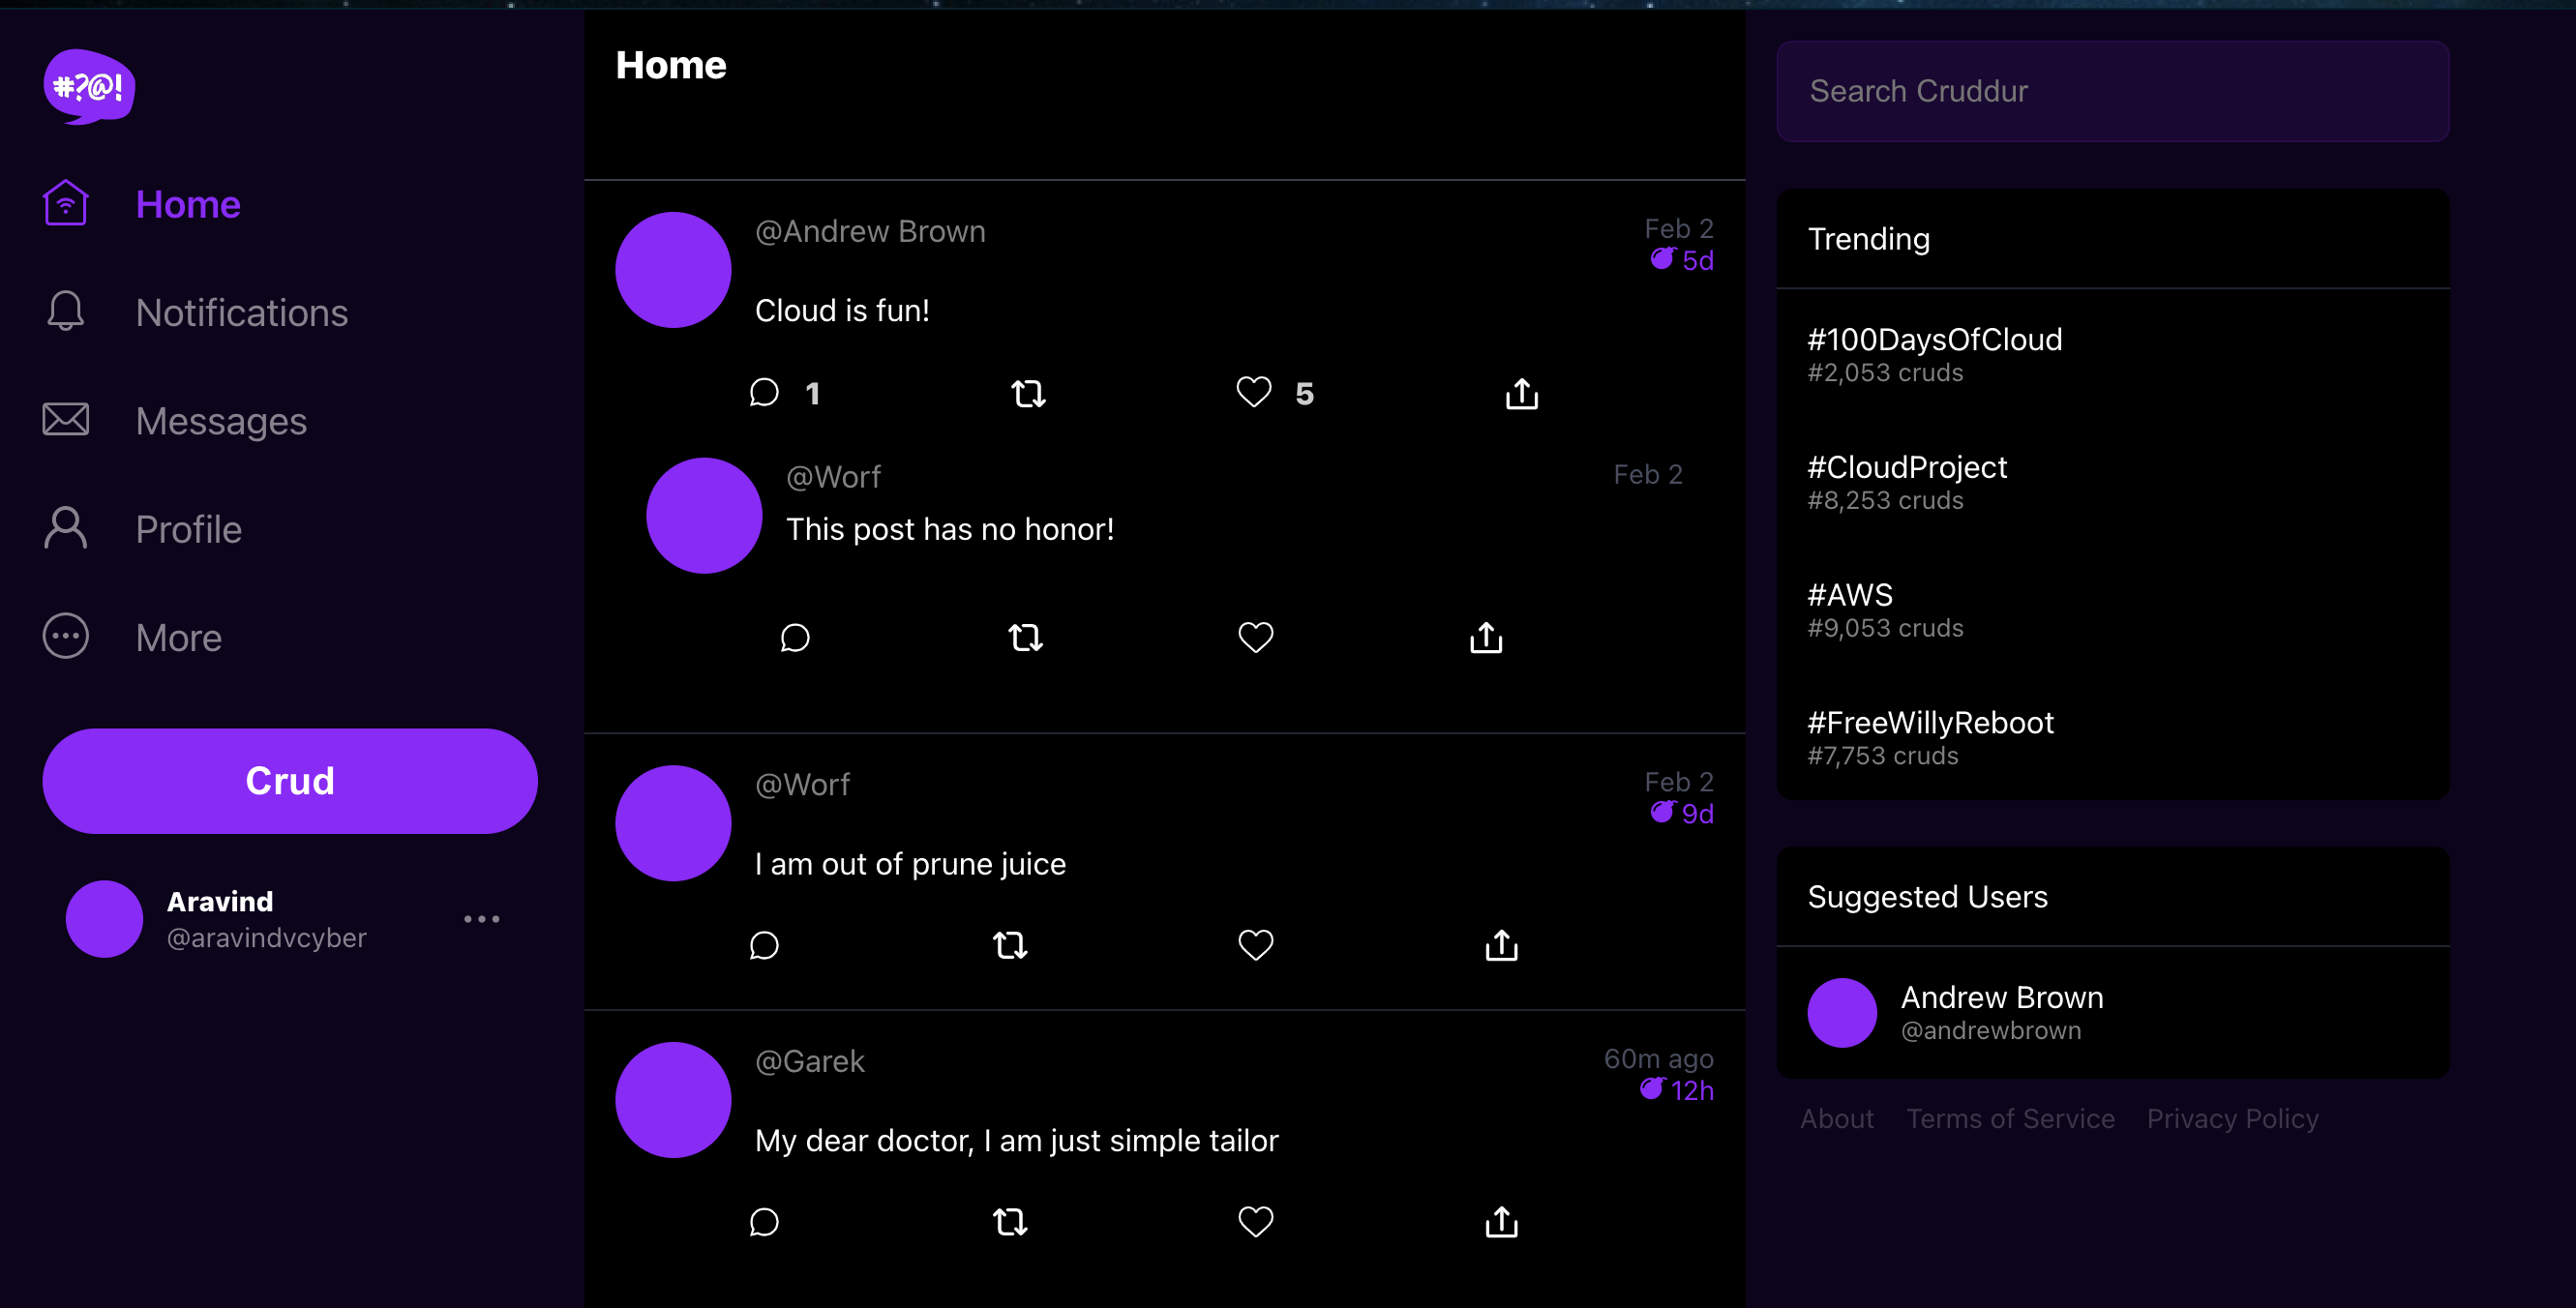 #?@!
Home
Notifications
Messages
Profile
More
Crud
Aravind
@aravindvcyber
Home
@Andrew Brown
Feb 2
5d
Cloud is fun!
1
5
@Worf
Feb 2
This post has no honor!
@Worf
Feb 2
9d
I am out of prune juice
@Garek
60m ago
12h
My dear doctor, I am just simple tailor
Search Cruddur
Trending
#100DaysOfCloud
#2,053 cruds
#CloudProject
#8,253 cruds
#AWS
#9,053 cruds
#FreeWillyReboot
#7,753 cruds
Suggested Users
Andrew Brown
@andrewbrown
About Terms of Service Privacy Policy